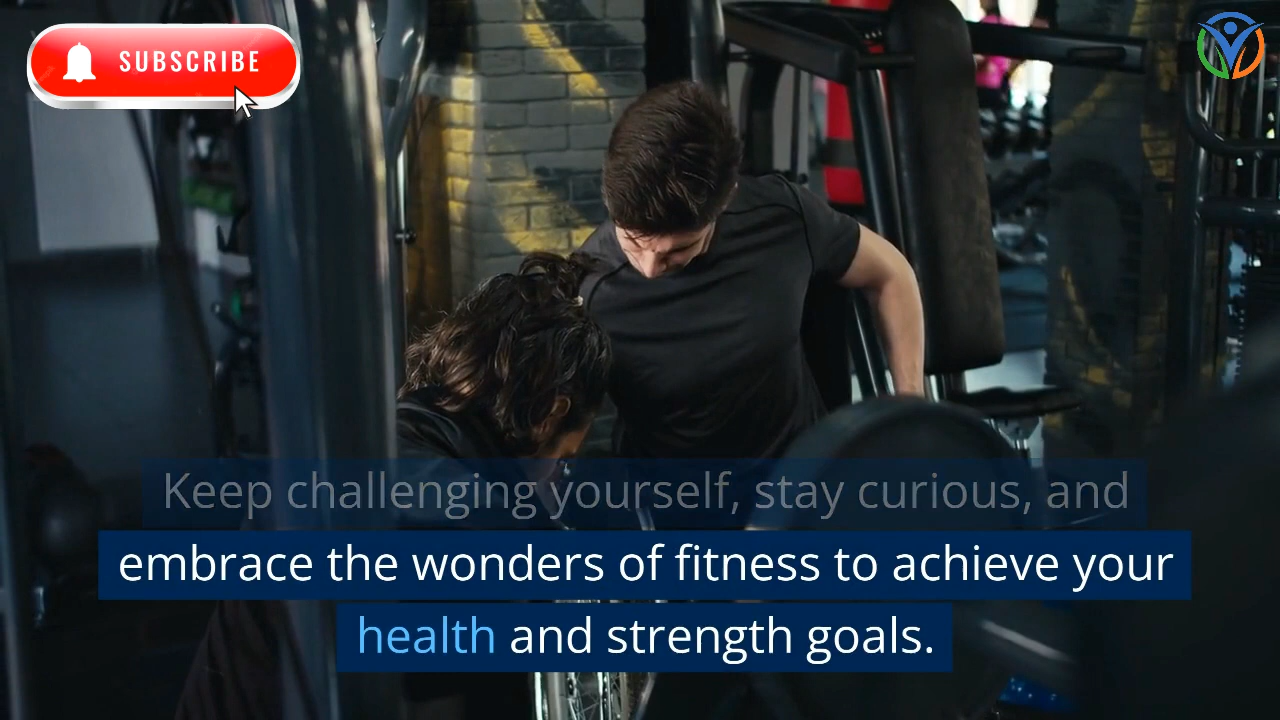 SUBSCRIBE
Keep challenging yourself, stay curious, and
embrace the wonders of fitness to achieve your
health and strength goals.